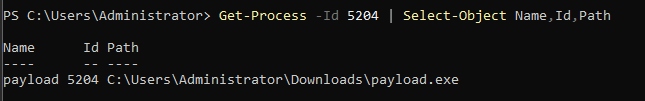 PS C:\Users\Administrator> Get-Process -Id 5204 | Select-Object Name,Id,Path
Name Id Path
---- -- ----
payload 5204 C:\Users\Administrator\Downloads\payload.exe